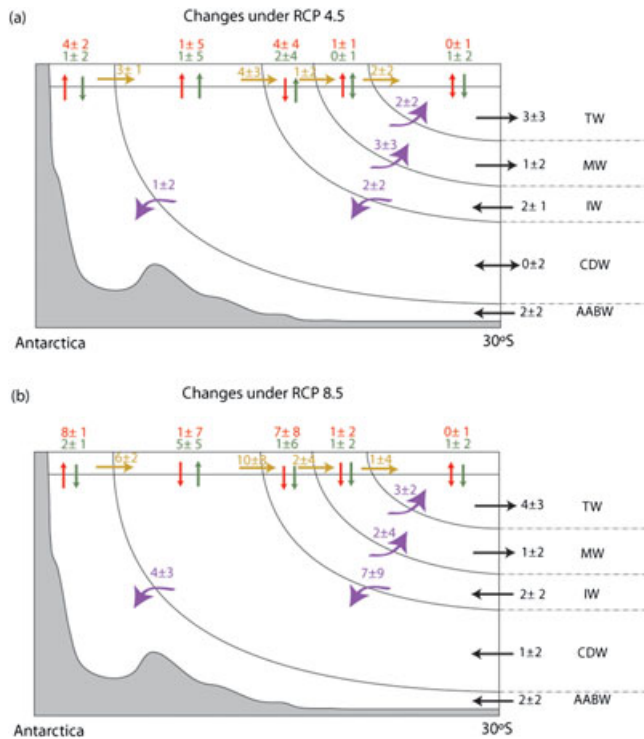 (a)
Changes under RCP 4.5
4± 2 1± 5 4± 4 1± 1 0± 1
1± 2 1± 5 2±4 0± 1 1± 2
3± 1 4±3 1±2 2±2
2±2
3±3 TW
3±3
1±2 MW
1±2 2±2
2± 1 IW
0±2 CDW
2±2 AABW
Antarctica 30ºS
(b)
Changes under RCP 8.5
8± 1 1± 7 7± 8 1± 2 0± 1
2± 1 5± 5 1±6 1± 2 1± 2
6±2 2±4 1±4
3±2
4±3 TW
2±4
1±2 MW
4±3 7±9
2± 2 IW
1±2 CDW
2±2 AABW
Antarctica 30ºS